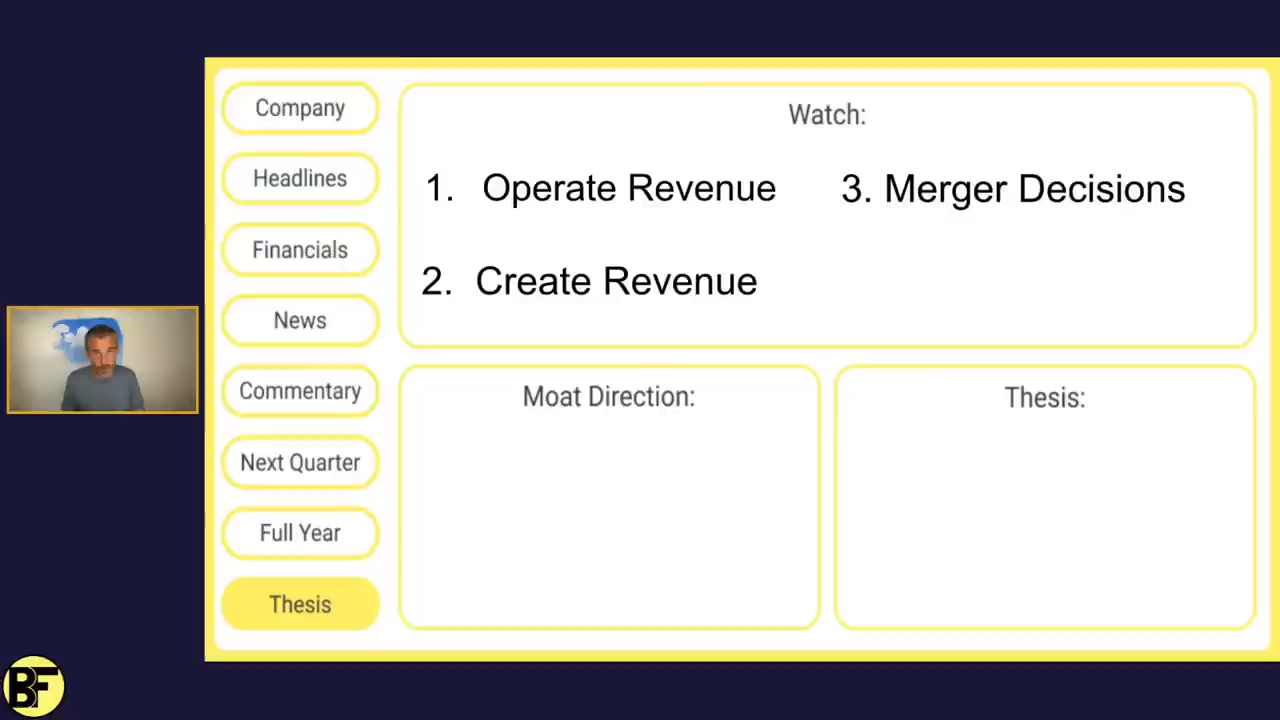 Company
Headlines
Financials
News
Commentary
Next Quarter
Full Year
Thesis
Watch:
1. Operate Revenue
3. Merger Decisions
2. Create Revenue
Moat Direction:
Thesis:
BF